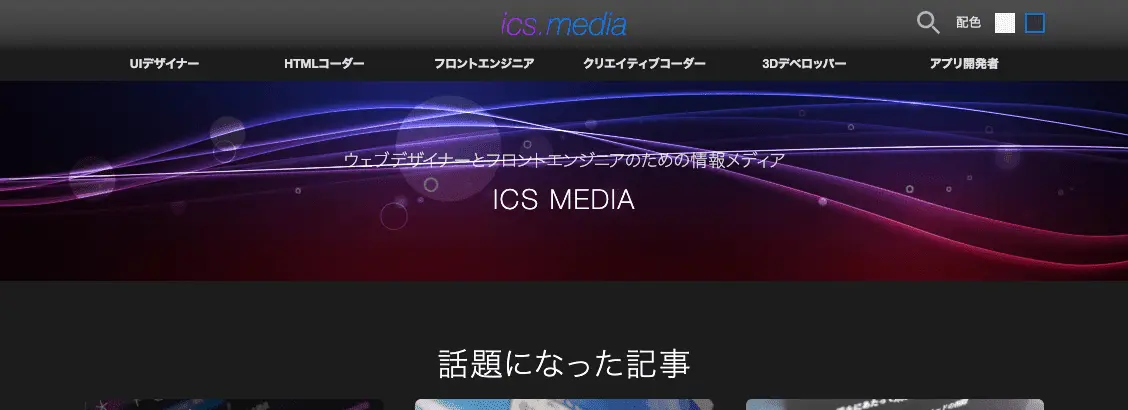 ics.media
配色
UIデザイナー
HTMLコーダー
フロントエンジニア
クリエイティブコーダー
3Dデベロッパー
アプリ開発者
ウェブデザイナーとフロントエンジニアのための情報メディア
ICS MEDIA
話題になった記事